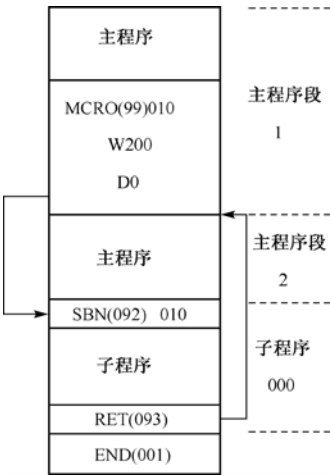 主程序
MCRO(99)010
W200
D0
主程序
SBN(092) 010
子程序
RET(093)
END(001)
主程序段
1
主程序段
2
子程序
000